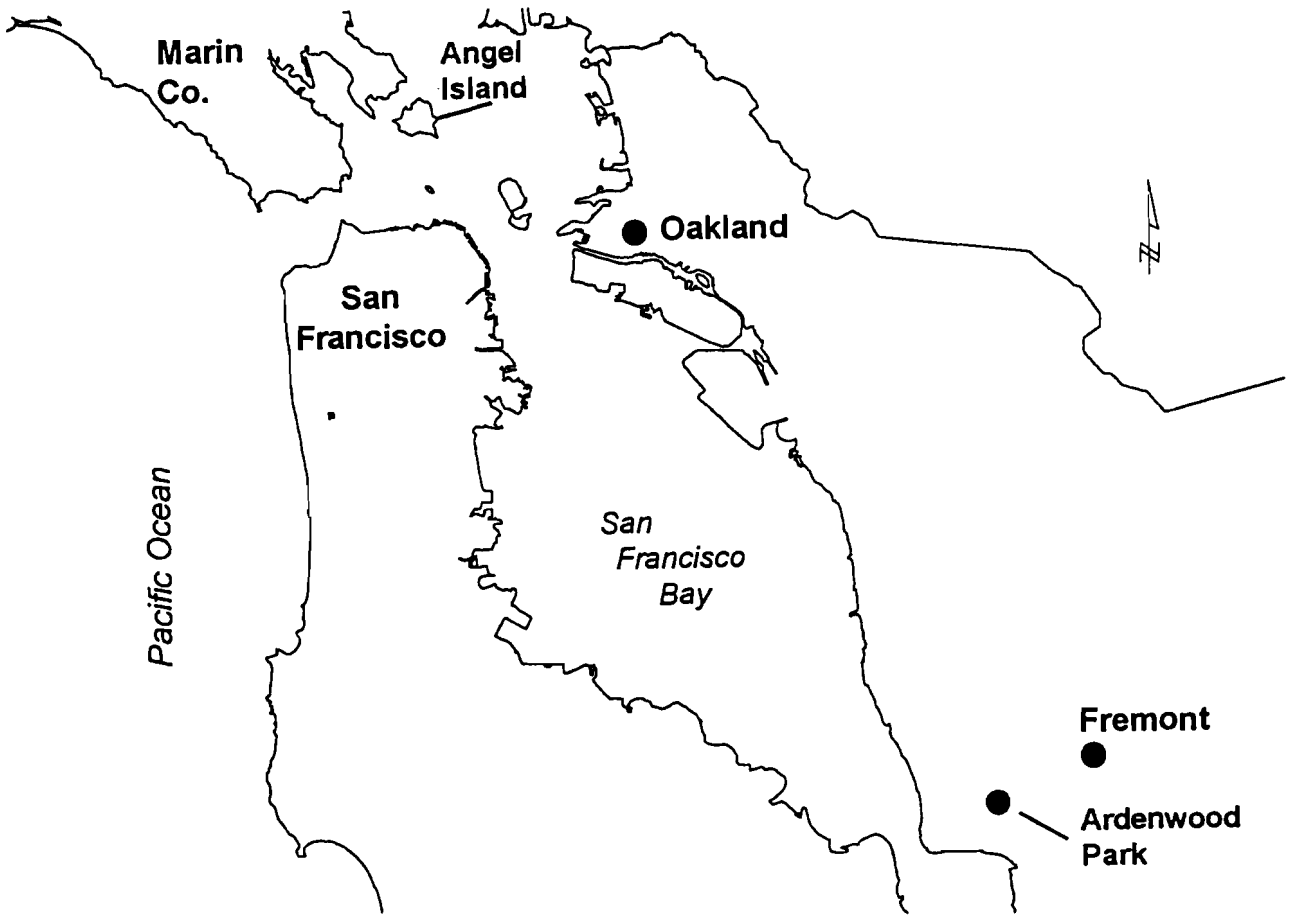 Marin
Co.
Angel
Island
Oakland
N
San
Francisco
Pacific Ocean
San
Francisco
Bay
Fremont
Ardenwood
Park